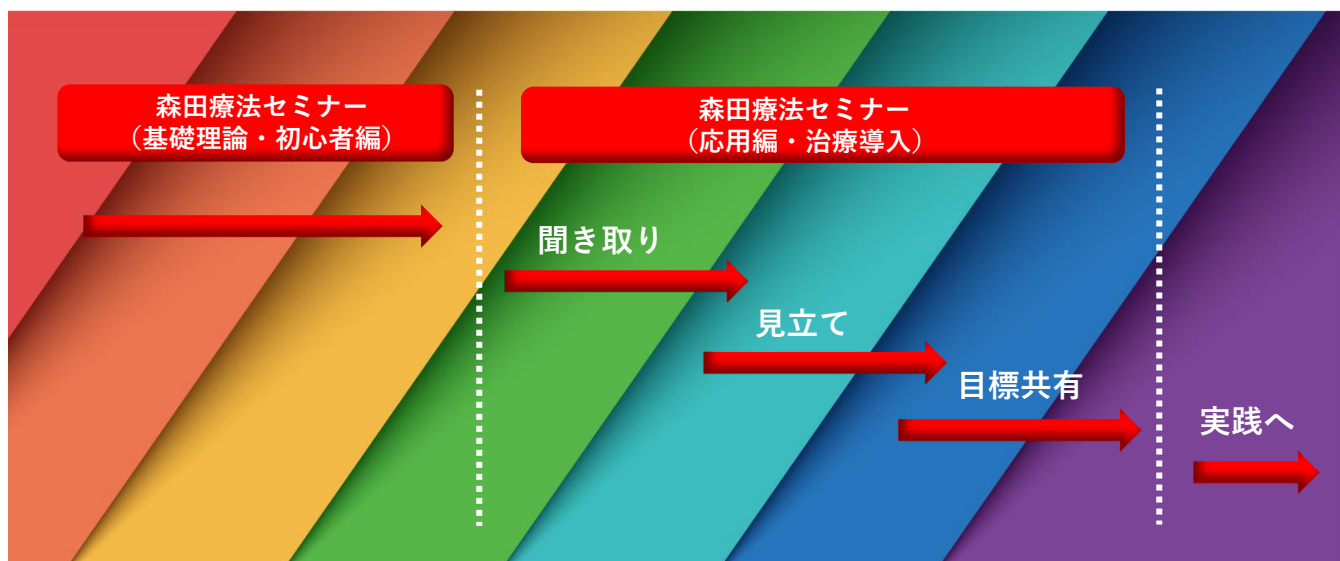 森田療法セミナー
（基礎理論・初心者編）
森田療法セミナー
（応用編・治療導入）
聞き取り
見立て
目標共有
実践へ